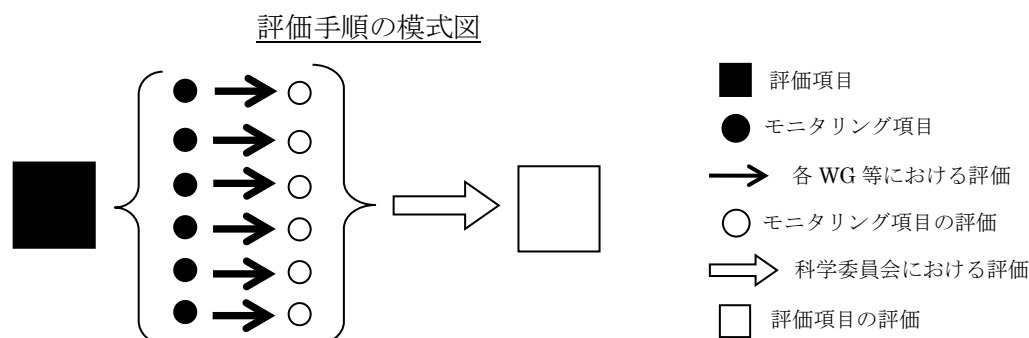 評価手順の模式図
評価項目
モニタリング項目
各 WG 等における評価
モニタリング項目の評価
科学委員会における評価
評価項目の評価